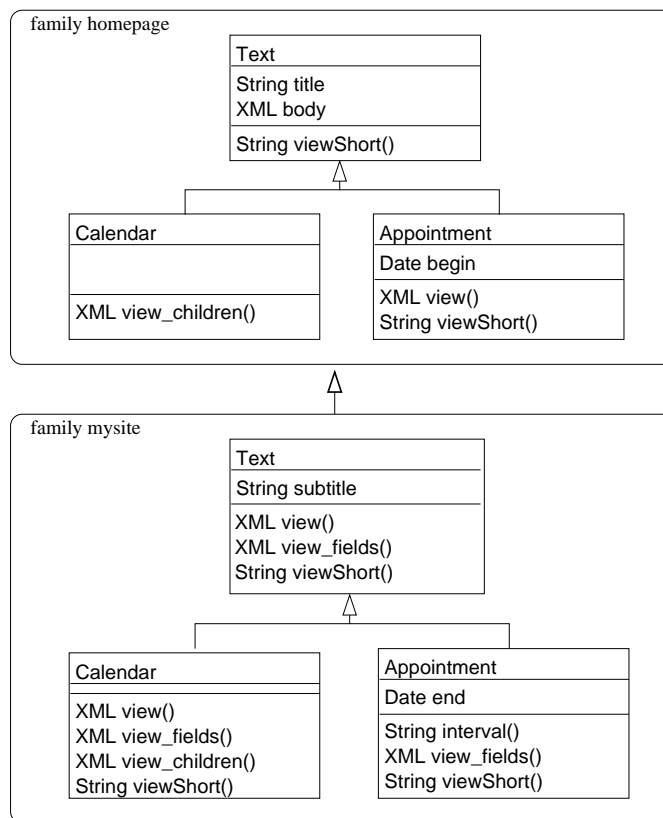 family homepage
Text
String title
XML body
String viewShort()
Calendar
XML view_children()
Appointment
Date begin
XML view()
String viewShort()
family mysite
Text
String subtitle
XML view()
XML view_fields()
String viewShort()
Calendar
XML view()
XML view_fields()
XML view_children()
String viewShort()
Appointment
Date end
String interval()
XML view_fields()
String viewShort()